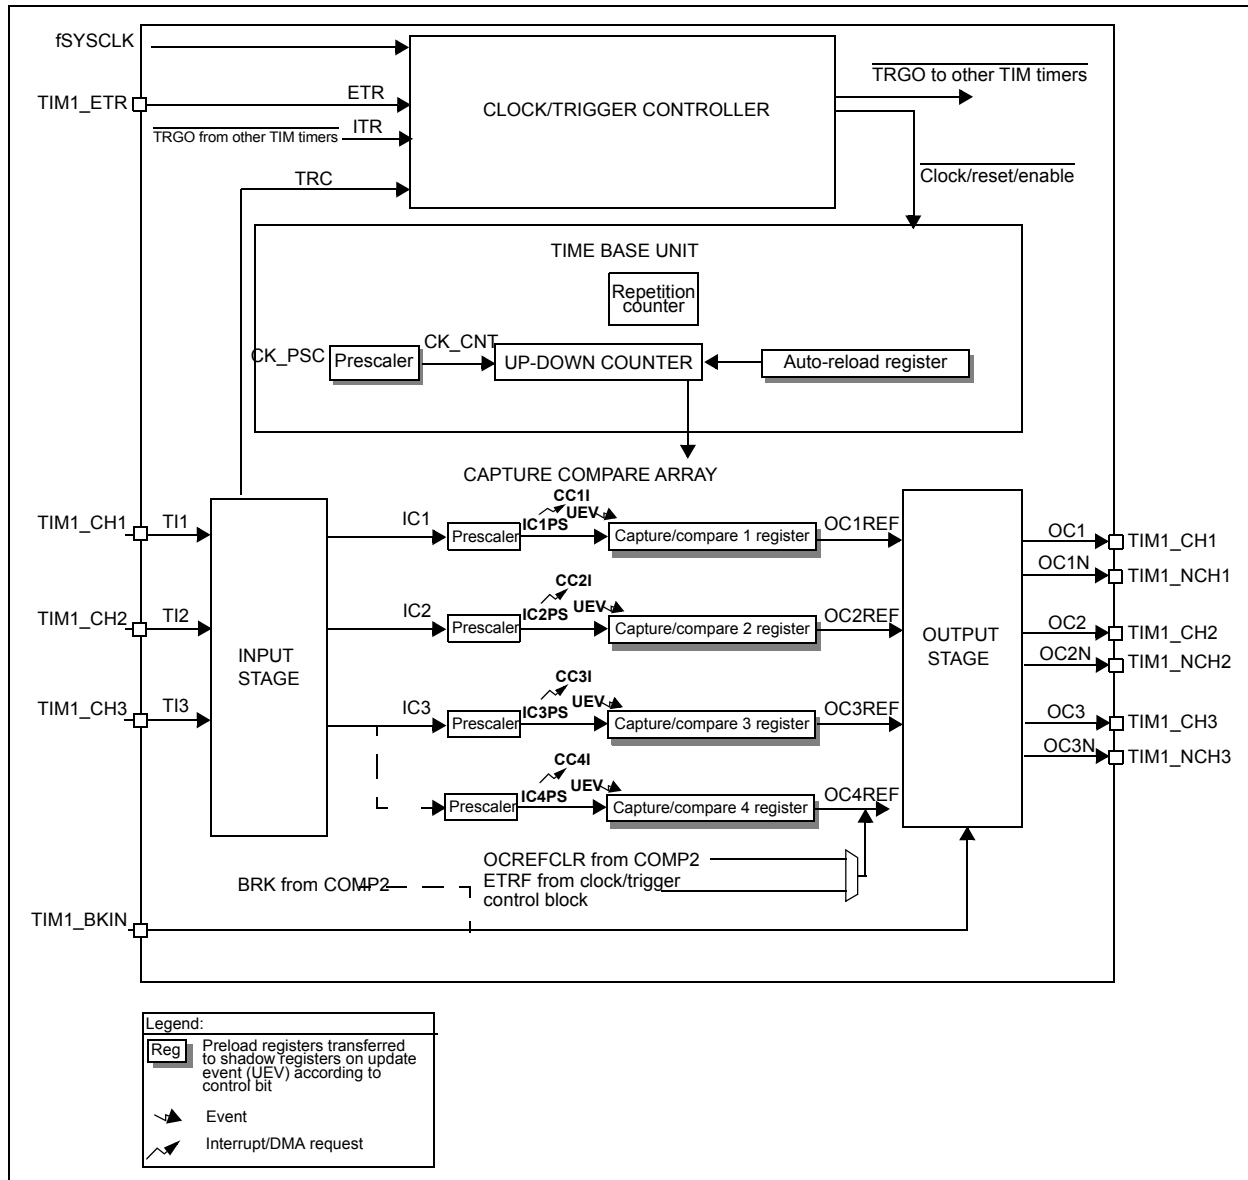 fSYSCLK
TIM1_ETR
ETR
TRGO from other TIM timers
ITR
TRC
CLOCK/TRIGGER CONTROLLER
TRGO to other TIM timers
Clock/reset/enable
TIME BASE UNIT
Repetition
counter
CK_PSC
Prescaler
CK_CNT
UP-DOWN COUNTER
Auto-reload register
CAPTURE COMPARE ARRAY
TIM1_CH1
TI1
TIM1_CH2
TI2
TIM1_CH3
TI3
INPUT
STAGE
IC1
Prescaler
IC1PS
CC1I
UEV
Capture/compare 1 register
OC1REF
IC2
Prescaler
IC2PS
CC2I
UEV
Capture/compare 2 register
OC2REF
IC3
Prescaler
IC3PS
CC3I
UEV
Capture/compare 3 register
OC3REF
Prescaler
IC4PS
CC4I
UEV
Capture/compare 4 register
OC4REF
OUTPUT
STAGE
OC1
TIM1_CH1
OC1N
TIM1_NCH1
OC2
TIM1_CH2
OC2N
TIM1_NCH2
OC3
TIM1_CH3
OC3N
TIM1_NCH3
OCREFCLR from COMP2
ETRF from clock/trigger
control block
BRK from COMP2
TIM1_BKIN
Legend:
Reg
Preload registers transferred
to shadow registers on update
event (UEV) according to
control bit
Event
Interrupt/DMA request